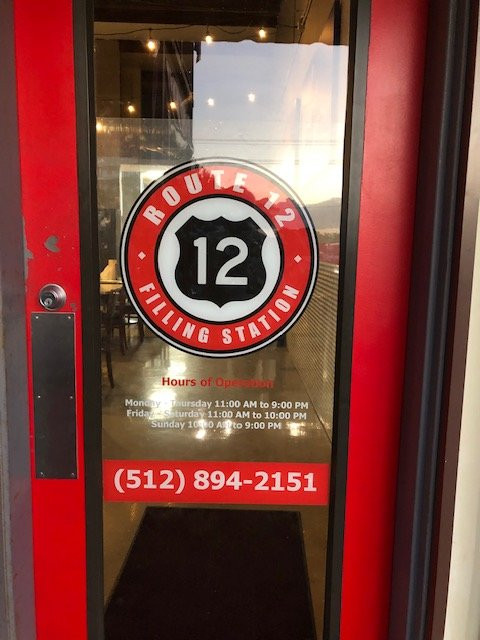 ROUTE 12
12
FILLING STATION
Hours of Operation
Monday - Thursday 11:00 AM to 9:00 PM
Friday - Saturday 11:00 AM to 10:00 PM
Sunday 10:00 AM to 9:00 PM
(512) 894-2151